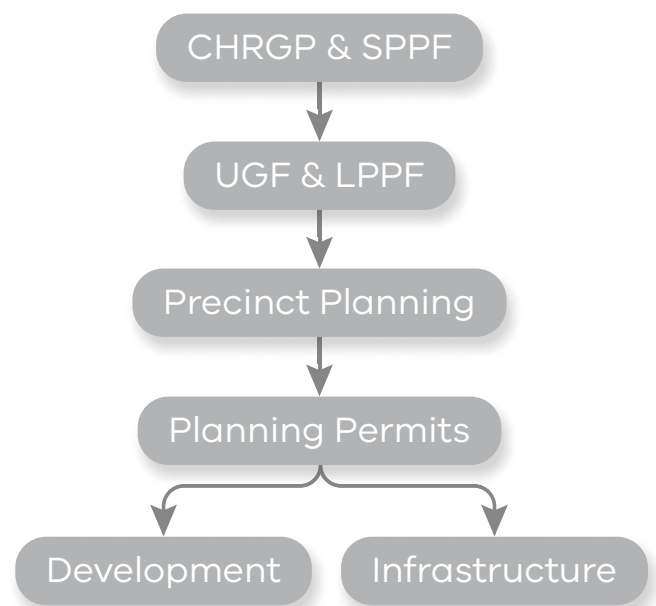 CHRGP & SPPF
UGF & LPPF
Precinct Planning
Planning Permits
Development
Infrastructure